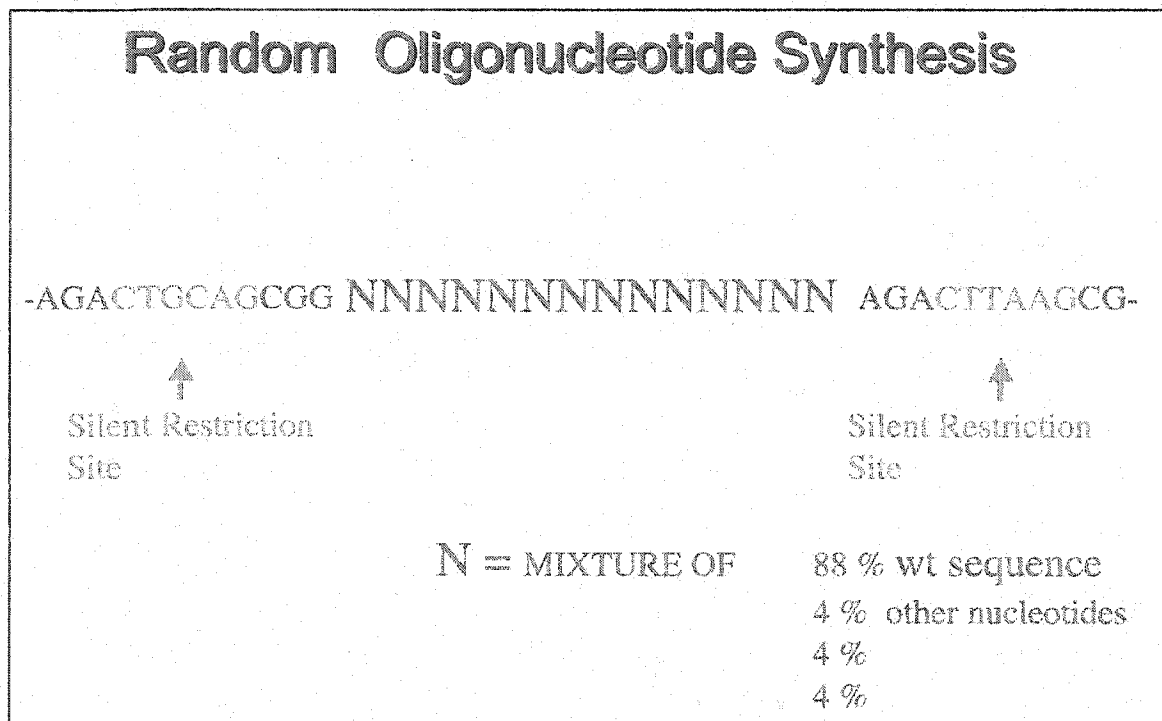 Random Oligonucleotide Synthesis
-AGACTGCAGCGG NNNNNNNNNNNNNN AGACTTAAGCG-
Silent Restriction Site
Silent Restriction Site
N = MIXTURE OF 88 % wt sequence
4 % other nucleotides
4 %
4 %